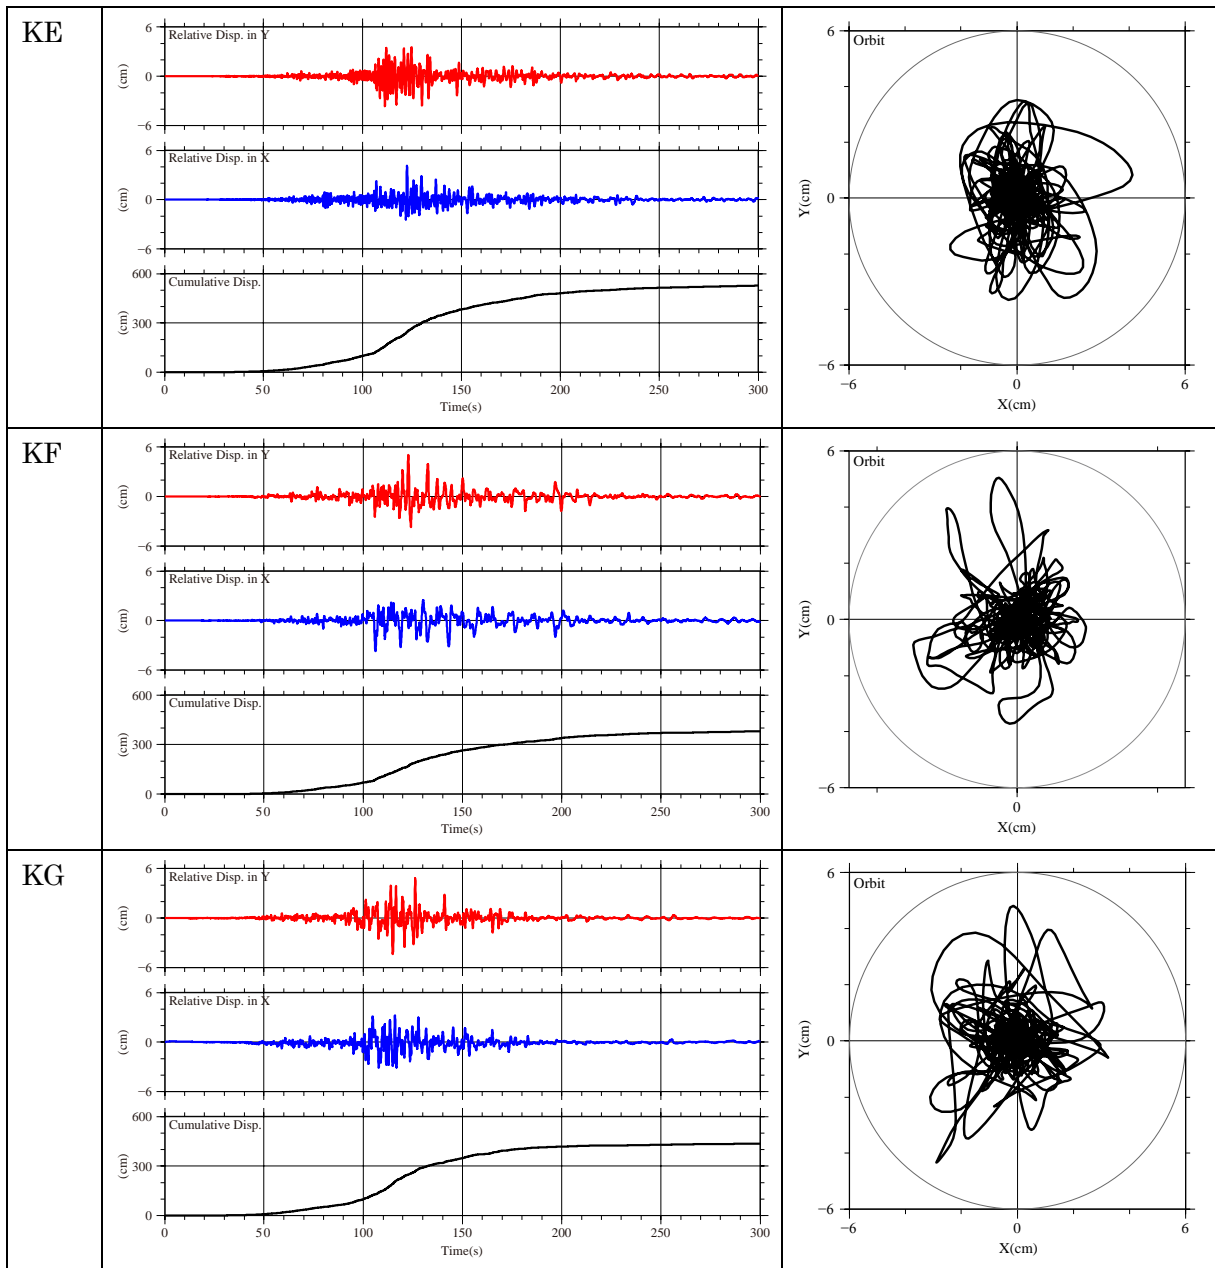 KE
Relative Disp. in Y
6
0
−6
(cm)
Relative Disp. in X
6
0
−6
(cm)
Cumulative Disp.
600
300
0
(cm)
0 50 100 150 200 250 300
Time(s)
Orbit
6
0
−6
Y(cm)
−6 0 6
X(cm)
KF
Relative Disp. in Y
6
0
−6
(cm)
Relative Disp. in X
6
0
−6
(cm)
Cumulative Disp.
600
300
0
(cm)
0 50 100 150 200 250 300
Time(s)
Orbit
6
0
−6
Y(cm)
0
X(cm)
KG
Relative Disp. in Y
6
0
−6
(cm)
Relative Disp. in X
6
0
−6
(cm)
Cumulative Disp.
600
300
0
(cm)
0 50 100 150 200 250 300
Time(s)
Orbit
6
0
−6
Y(cm)
−6 0 6
X(cm)